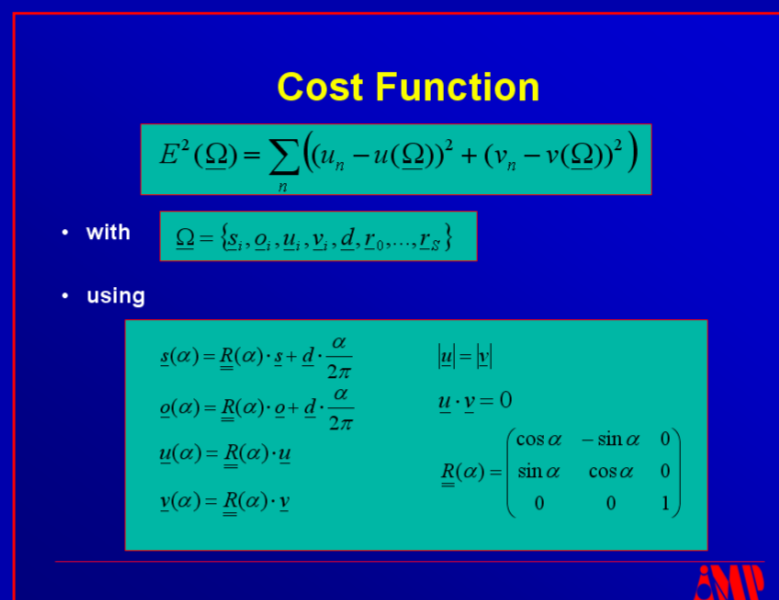 Cost Function
E²(Ω) = ∑ₙ((uₙ − u(Ω))² + (vₙ − v(Ω))²)
• with Ω = {sᵢ, oᵢ, uᵢ, vᵢ, d, r₀,..., r_S}
• using
s(α) = R(α)·s + d·α/2π |u| = |v|
o(α) = R(α)·o + d·α/2π u·v = 0
u(α) = R(α)·u
v(α) = R(α)·v
R(α) = (cos α −sin α 0
sin α cos α 0
0 0 1)
iMP